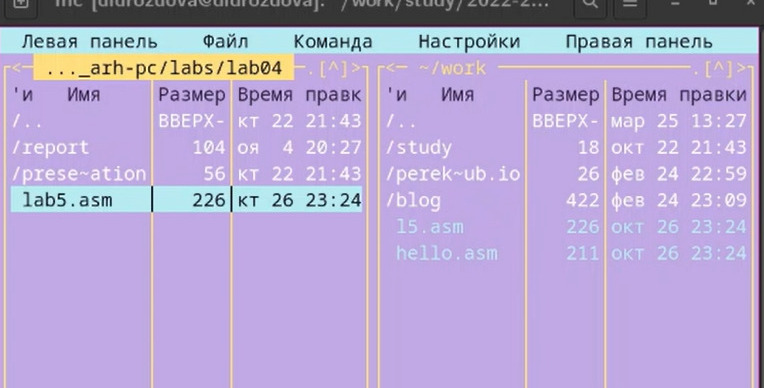 mc [didrozdova@didrozdova]: ~/work/study/2022-2...
Левая панель Файл Команда Настройки Правая панель
<- ..._arh-pc/labs/lab04 .[^]> <- ~/work .[^]>
'и Имя Размер Время правк 'и Имя Размер Время правки
/.. ВВЕРХ- кт 22 21:43 /.. ВВЕРХ- мар 25 13:27
/report 104 оя 4 20:27 /study 18 окт 22 21:43
/prese~ation 56 кт 22 21:43 /perek~ub.io 26 фев 24 22:59
lab5.asm 226 кт 26 23:24 /blog 422 фев 24 23:09
l5.asm 226 окт 26 23:24
hello.asm 211 окт 26 23:24